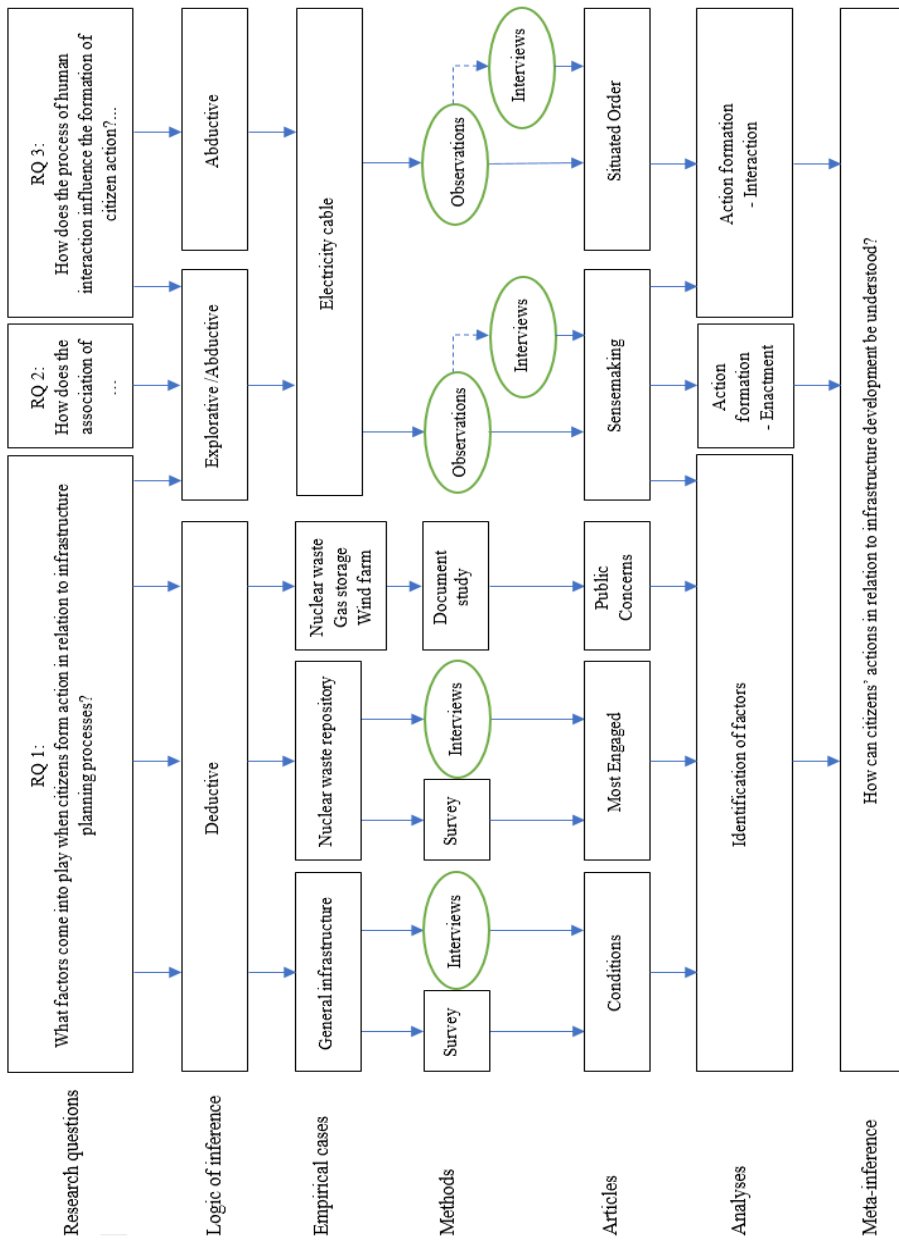 Research questions
RQ 1:
What factors come into play when citizens form action in relation to infrastructure
planning processes?
RQ 2:
How does the
association of
…
RQ 3:
How does the process of human
interaction influence the formation of
citizen action?...
Logic of inference
Deductive
Explorative /Abductive
Abductive
Empirical cases
General infrastructure
Nuclear waste repository
Nuclear waste
Gas storage
Wind farm
Electricity cable
Methods
Survey
Interviews
Survey
Interviews
Document
study
Observations
Interviews
Observations
Interviews
Articles
Conditions
Most Engaged
Public
Concerns
Sensemaking
Situated Order
Analyses
Identification of factors
Action
formation
- Enactment
Action formation
- Interaction
Meta-inference
How can citizens’ actions in relation to infrastructure development be understood?